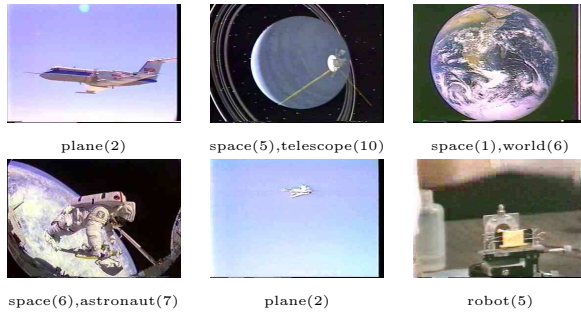 plane(2)
space(5),telescope(10)
space(1),world(6)
space(6),astronaut(7)
plane(2)
robot(5)